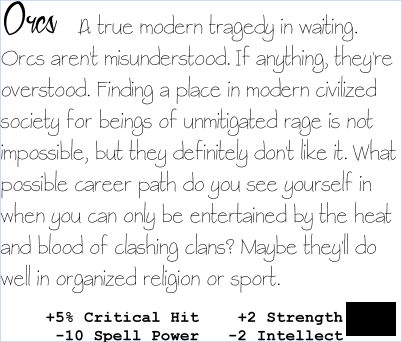 Orcs A true modern tragedy in waiting.
Orcs aren't misunderstood. If anything, they're
overstood. Finding a place in modern civilized
society for beings of unmitigated rage is not
impossible, but they definitely don't like it. What
possible career path do you see yourself in
when you can only be entertained by the heat
and blood of clashing clans? Maybe they'll do
well in organized religion or sport.
+5% Critical Hit +2 Strength
-10 Spell Power -2 Intellect